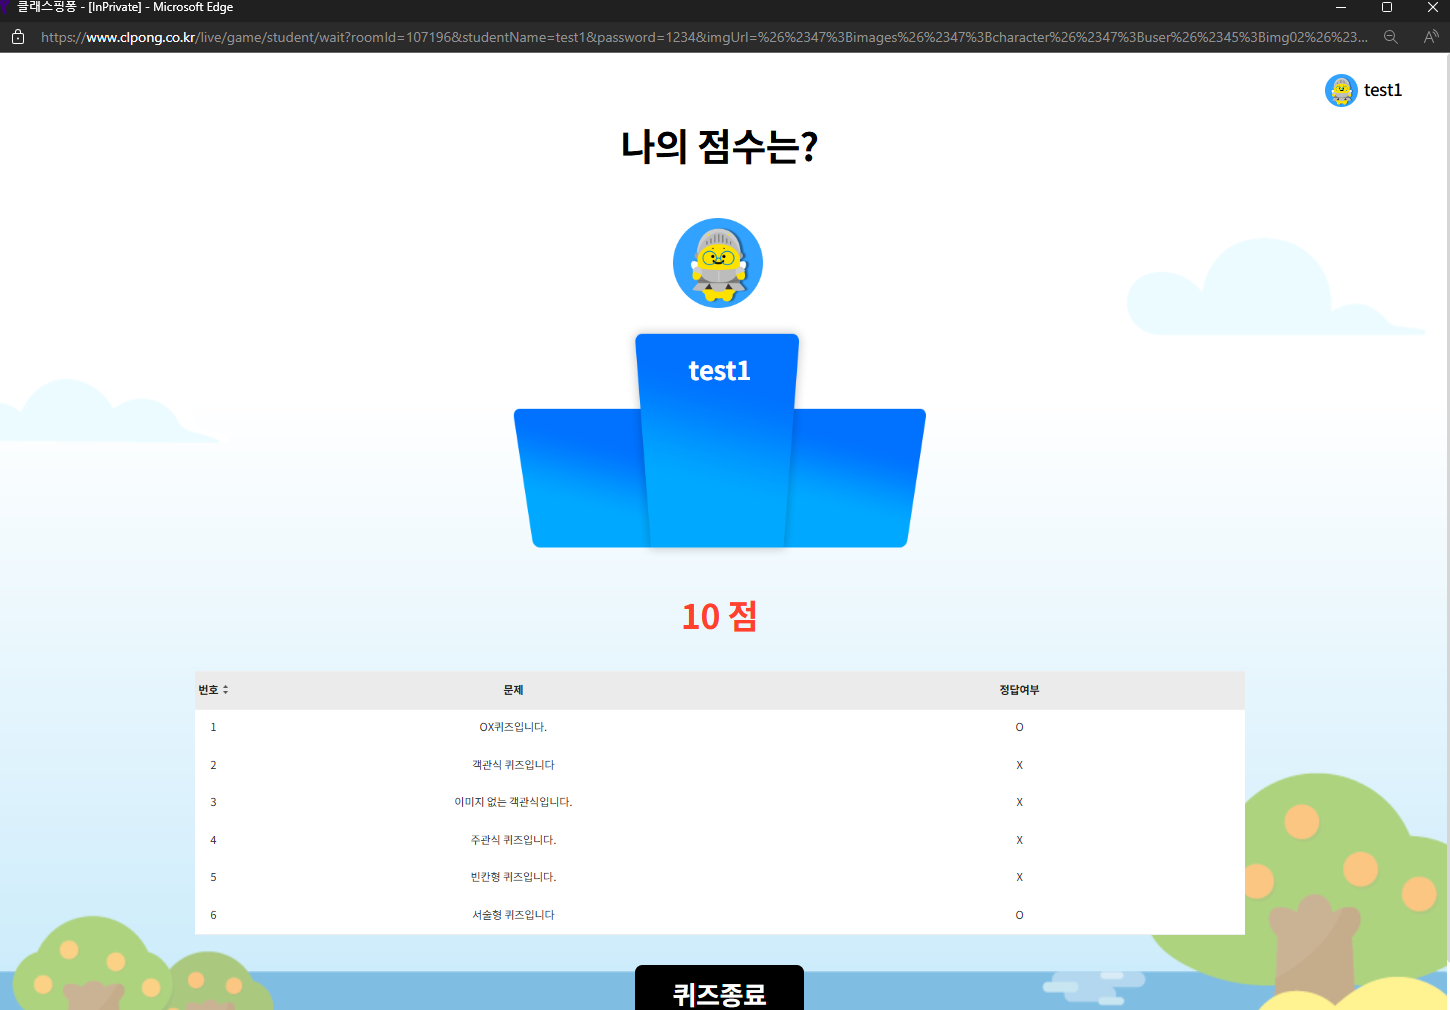 클래스핑퐁 - [InPrivate] - Microsoft Edge
https://www.clpong.co.kr/live/game/student/wait?roomId=107196&studentName=test1&password=1234&imgUrl=%26%2347%3Bimages%26%2347%3Bcharacter%26%2347%3Buser%26%2345%3Bimg02%26%23...
test1
나의 점수는?
test1
10 점
번호 문제 정답여부
1 OX퀴즈입니다. O
2 객관식 퀴즈입니다 X
3 이미지 없는 객관식입니다. X
4 주관식 퀴즈입니다. X
5 빈칸형 퀴즈입니다. X
6 서술형 퀴즈입니다 O
퀴즈종료